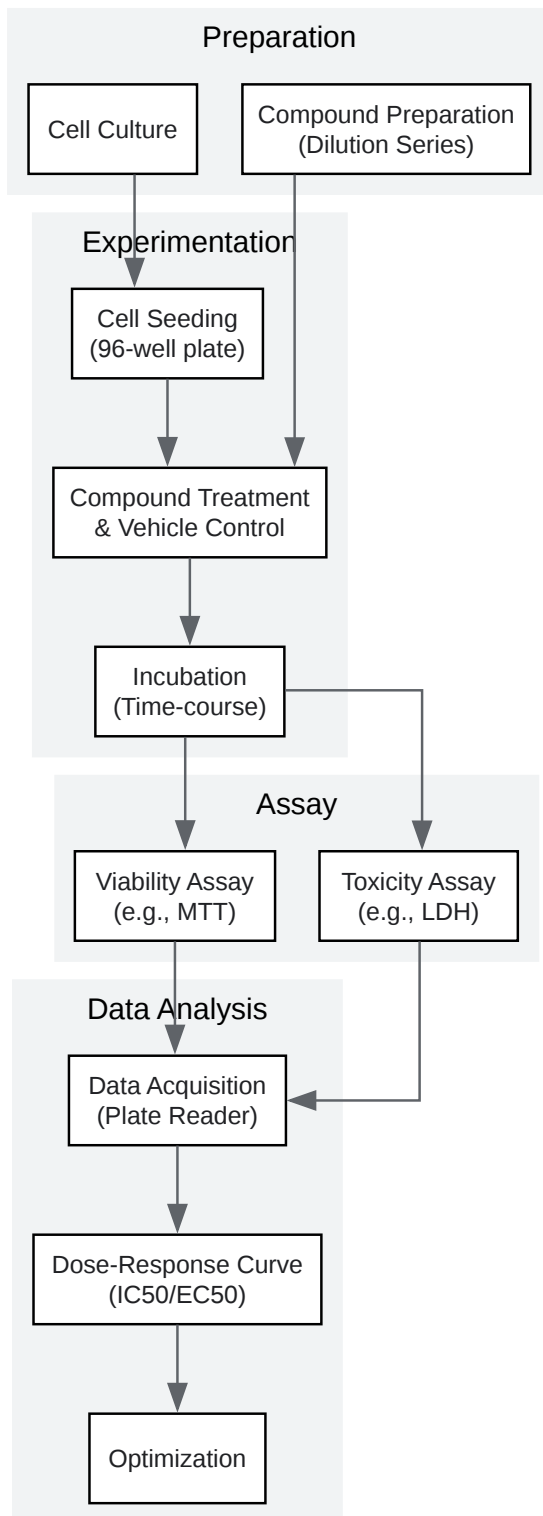 Preparation
Cell Culture
Compound Preparation
(Dilution Series)
Experimentation
Cell Seeding
(96-well plate)
Compound Treatment
& Vehicle Control
Incubation
(Time-course)
Assay
Viability Assay
(e.g., MTT)
Toxicity Assay
(e.g., LDH)
Data Analysis
Data Acquisition
(Plate Reader)
Dose-Response Curve
(IC50/EC50)
Optimization